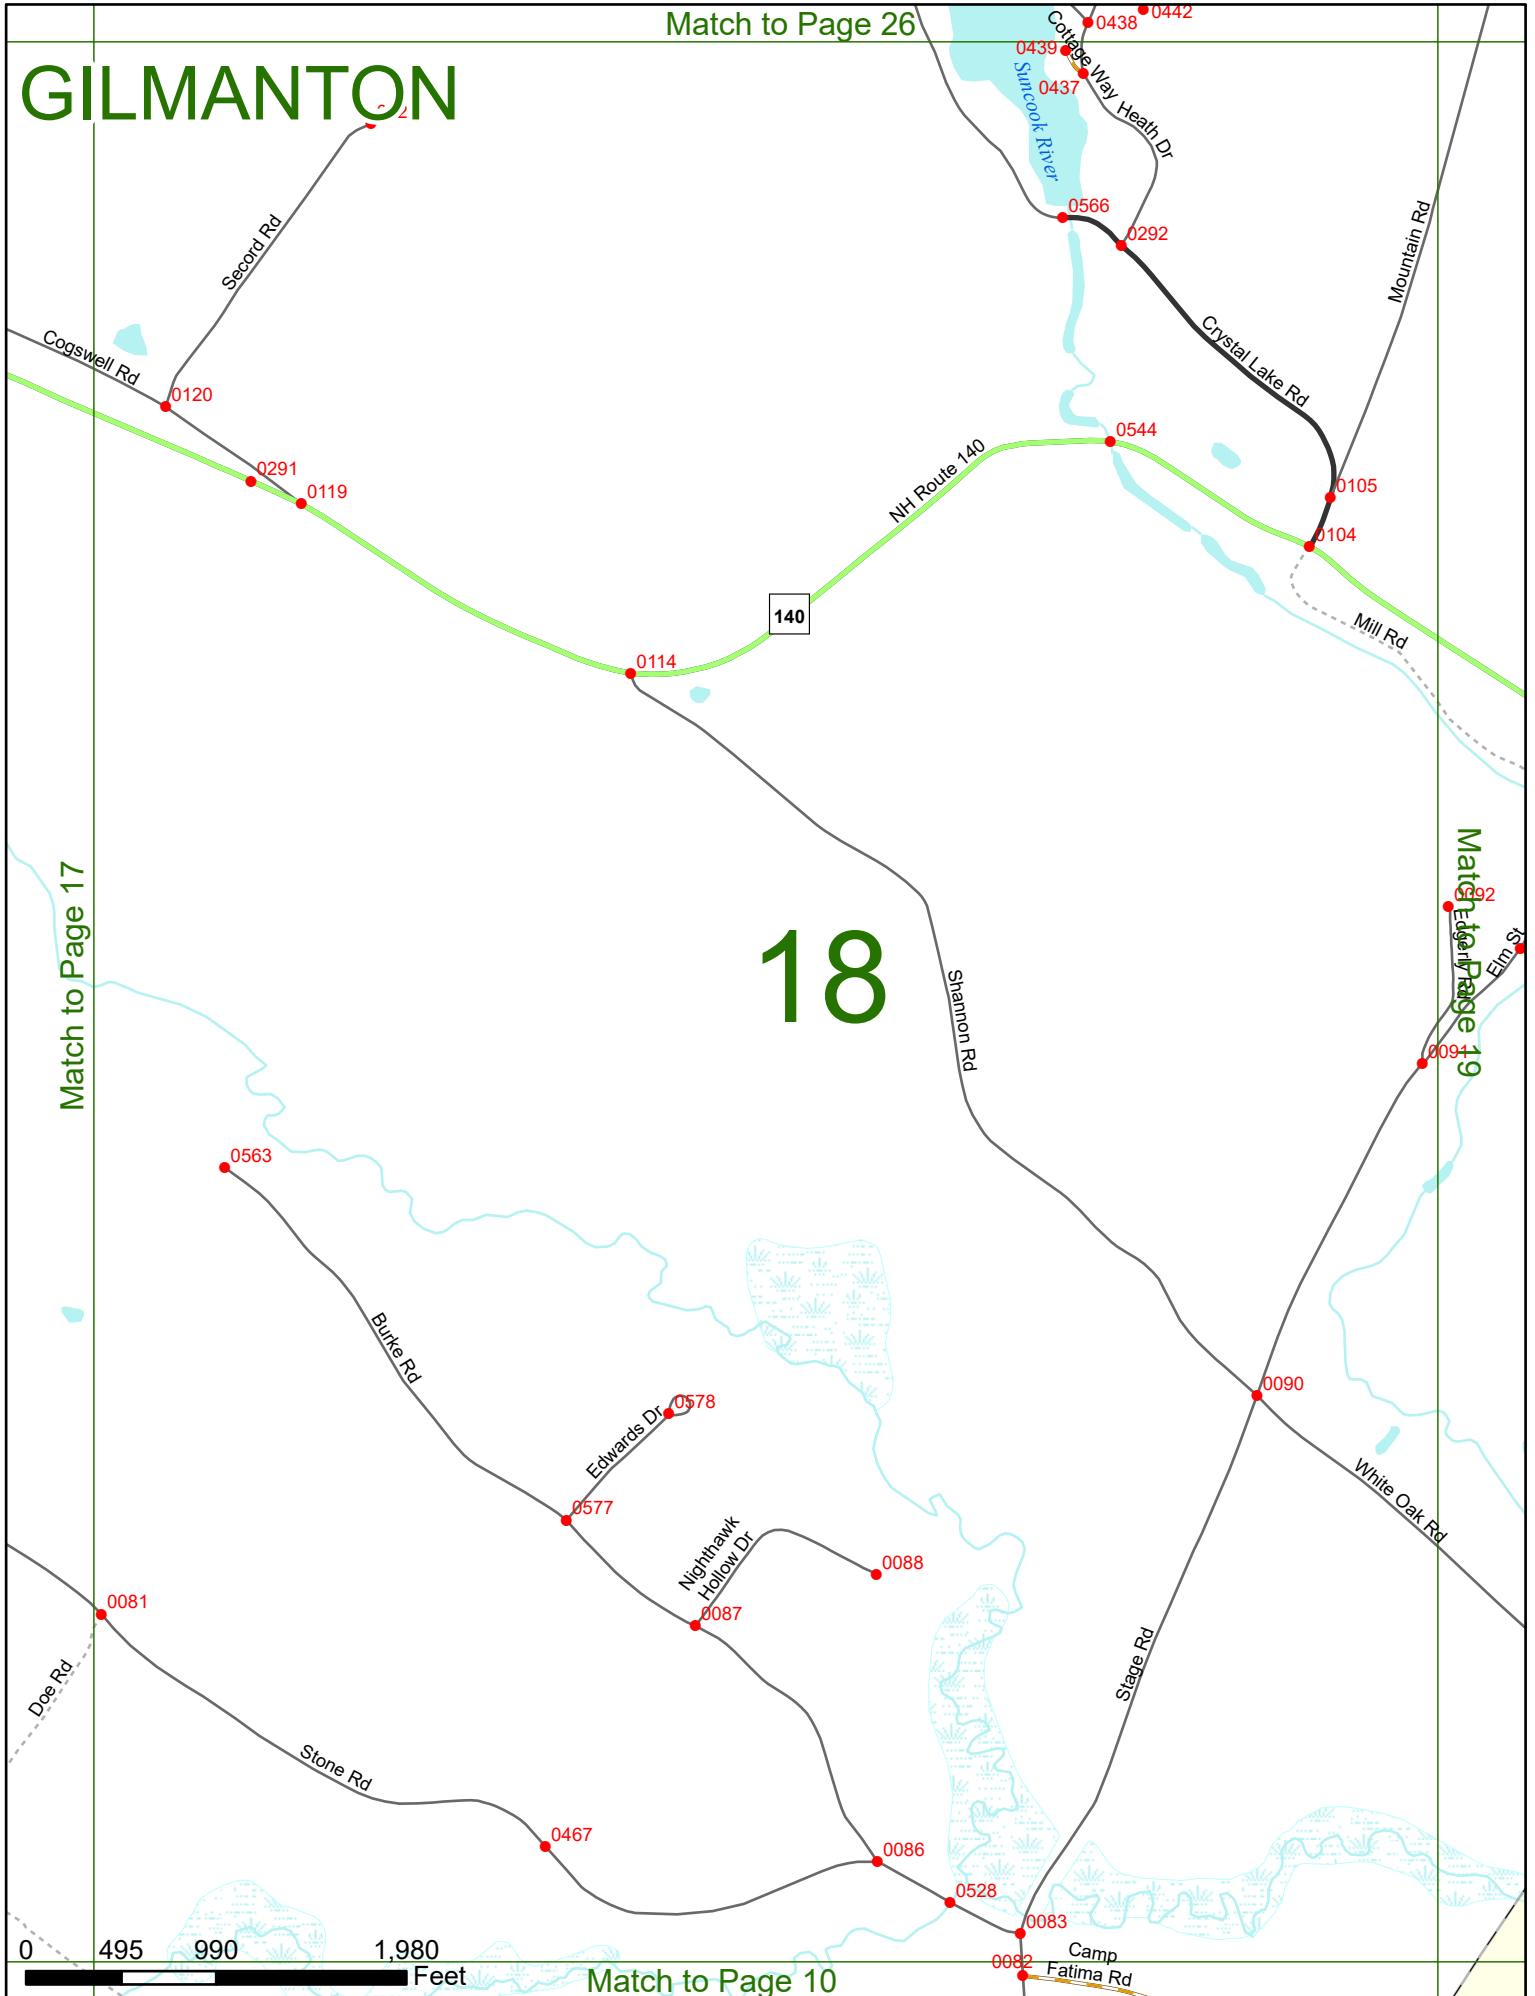 Match to Page 26
0442
0438
0439
0437
Cottage Way
Heath Dr
Suncook River
GILMANTON
Secord Rd
0566
0292
Mountain Rd
Cogswell Rd
0120
Crystal Lake Rd
0291
0119
NH Route 140
0544
0105
0104
140
Mill Rd
0114
Match to Page 17
18
Match to Page 19
0092
Edgerly Rd
Elm St
Shannon Rd
0091
0563
Burke Rd
0578
Edwards Dr
0090
0577
White Oak Rd
Nighthawk
Hollow Dr
0088
0081
0087
Doe Rd
Stage Rd
Stone Rd
0467
0086
0528
0083
0 495 990 1,980
Feet
Camp
Fatima Rd
0082
Match to Page 10